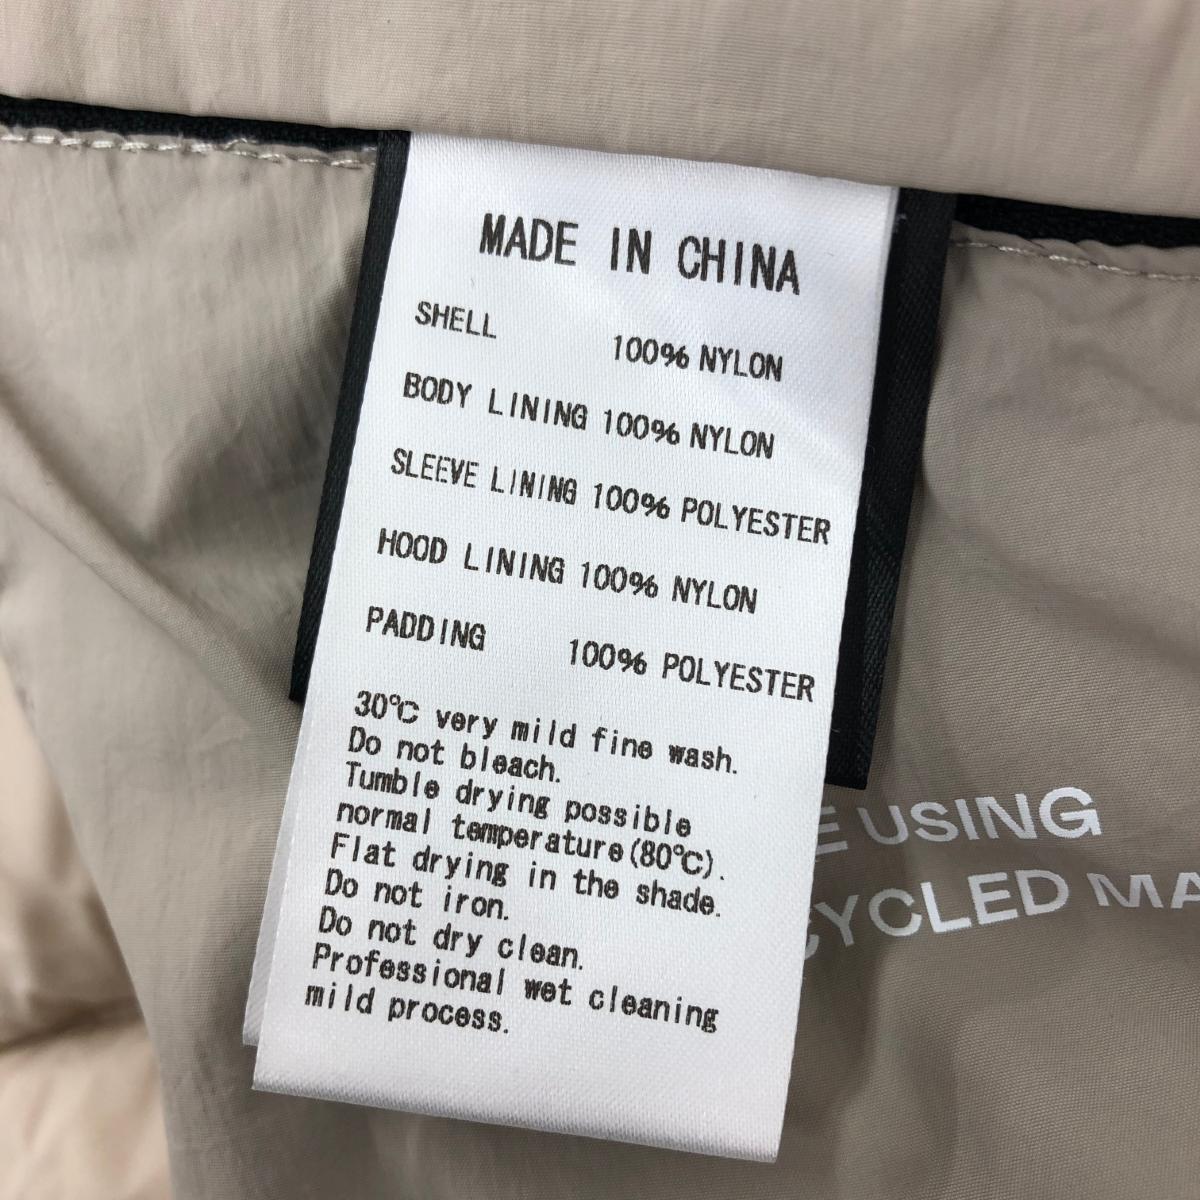 MADE IN CHINA
SHELL 100% NYLON
BODY LINING 100% NYLON
SLEEVE LINING 100% POLYESTER
HOOD LINING 100% NYLON
PADDING 100% POLYESTER
30℃ very mild fine wash.
Do not bleach.
Tumble drying possible
normal temperature(80℃).
Flat drying in the shade.
Do not iron.
Do not dry clean.
Professional wet cleaning
mild process.
USING